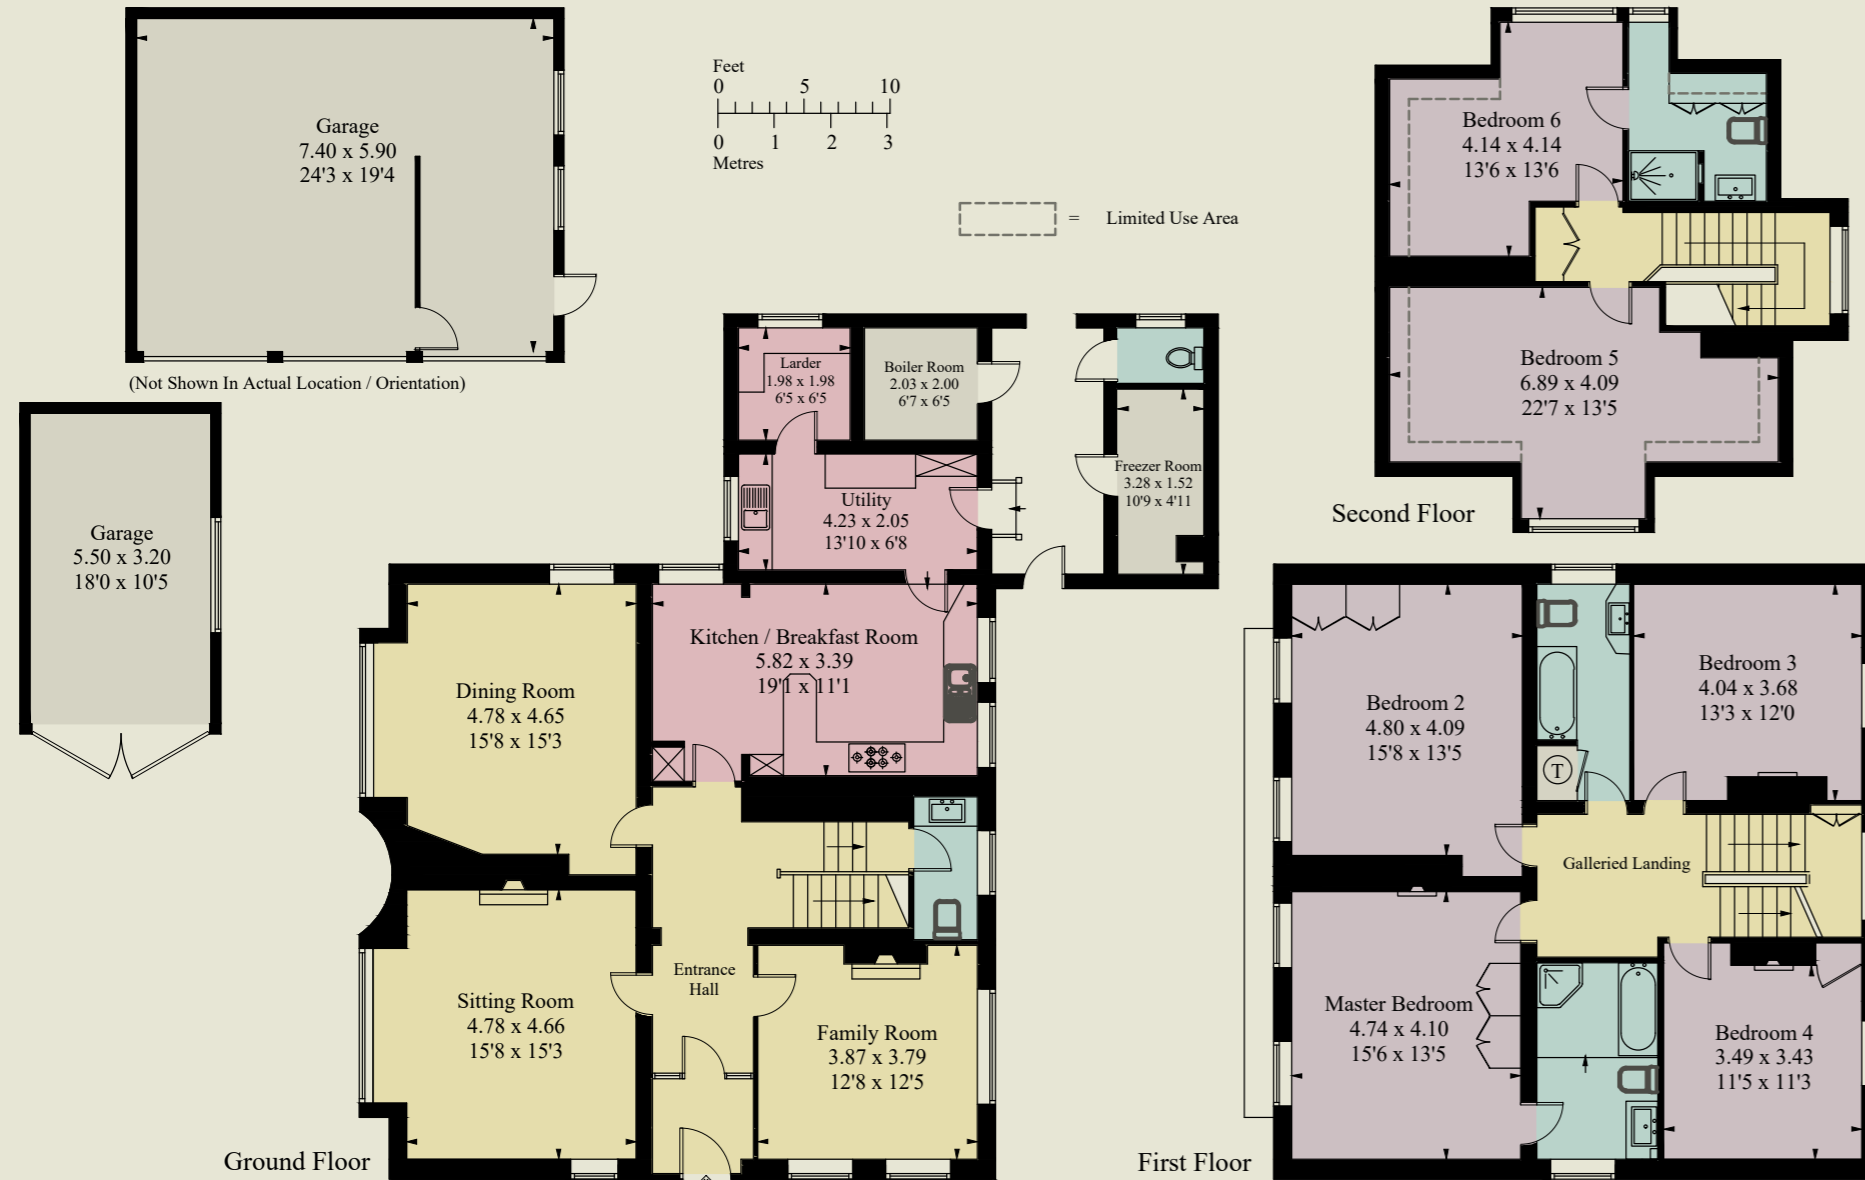 Garage
7.40 x 5.90
24'3 x 19'4
(Not Shown In Actual Location / Orientation)
Feet
0 5 10
0 1 2 3
Metres
= Limited Use Area
Bedroom 6
4.14 x 4.14
13'6 x 13'6
Bedroom 5
6.89 x 4.09
22'7 x 13'5
Second Floor
Garage
5.50 x 3.20
18'0 x 10'5
Larder
1.98 x 1.98
6'5 x 6'5
Boiler Room
2.03 x 2.00
6'7 x 6'5
Freezer Room
3.28 x 1.52
10'9 x 4'11
Utility
4.23 x 2.05
13'10 x 6'8
Kitchen / Breakfast Room
5.82 x 3.39
19'1 x 11'1
Dining Room
4.78 x 4.65
15'8 x 15'3
Sitting Room
4.78 x 4.66
15'8 x 15'3
Entrance
Hall
Family Room
3.87 x 3.79
12'8 x 12'5
Ground Floor
Bedroom 2
4.80 x 4.09
15'8 x 13'5
T
Bedroom 3
4.04 x 3.68
13'3 x 12'0
Galleried Landing
Master Bedroom
4.74 x 4.10
15'6 x 13'5
Bedroom 4
3.49 x 3.43
11'5 x 11'3
First Floor